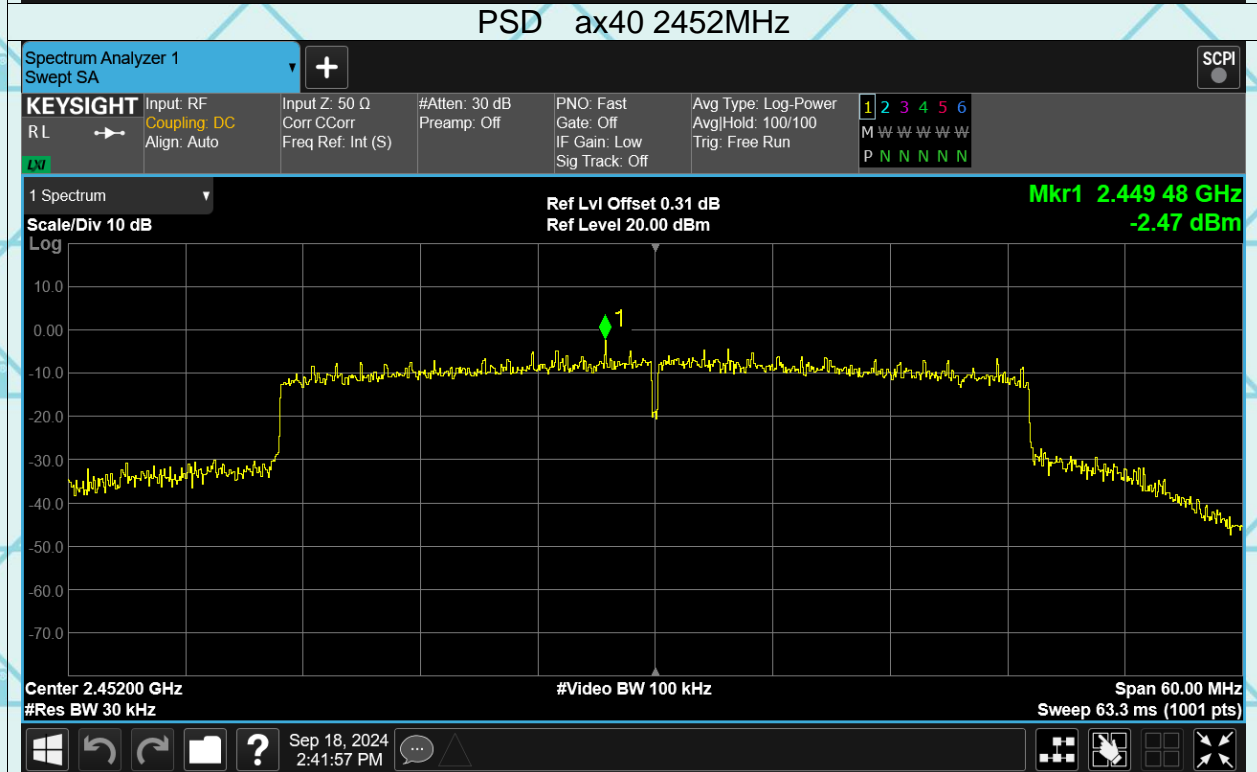 PSD ax40 2452MHz
Spectrum Analyzer 1
Swept SA
+
SCPI
KEYSIGHT
R L
LXI
Input: RF
Coupling: DC
Align: Auto
Input Z: 50 Ω
Corr CCorr
Freq Ref: Int (S)
#Atten: 30 dB
Preamp: Off
PNO: Fast
Gate: Off
IF Gain: Low
Sig Track: Off
Avg Type: Log-Power
Avg|Hold: 100/100
Trig: Free Run
1 2 3 4 5 6
M W W W W W
P N N N N N
1 Spectrum
Scale/Div 10 dB
Ref Lvl Offset 0.31 dB
Ref Level 20.00 dBm
Mkr1 2.449 48 GHz
-2.47 dBm
Log
10.0
0.00
-10.0
-20.0
-30.0
-40.0
-50.0
-60.0
-70.0
1
Center 2.45200 GHz
#Res BW 30 kHz
#Video BW 100 kHz
Span 60.00 MHz
Sweep 63.3 ms (1001 pts)
?
Sep 18, 2024
2:41:57 PM